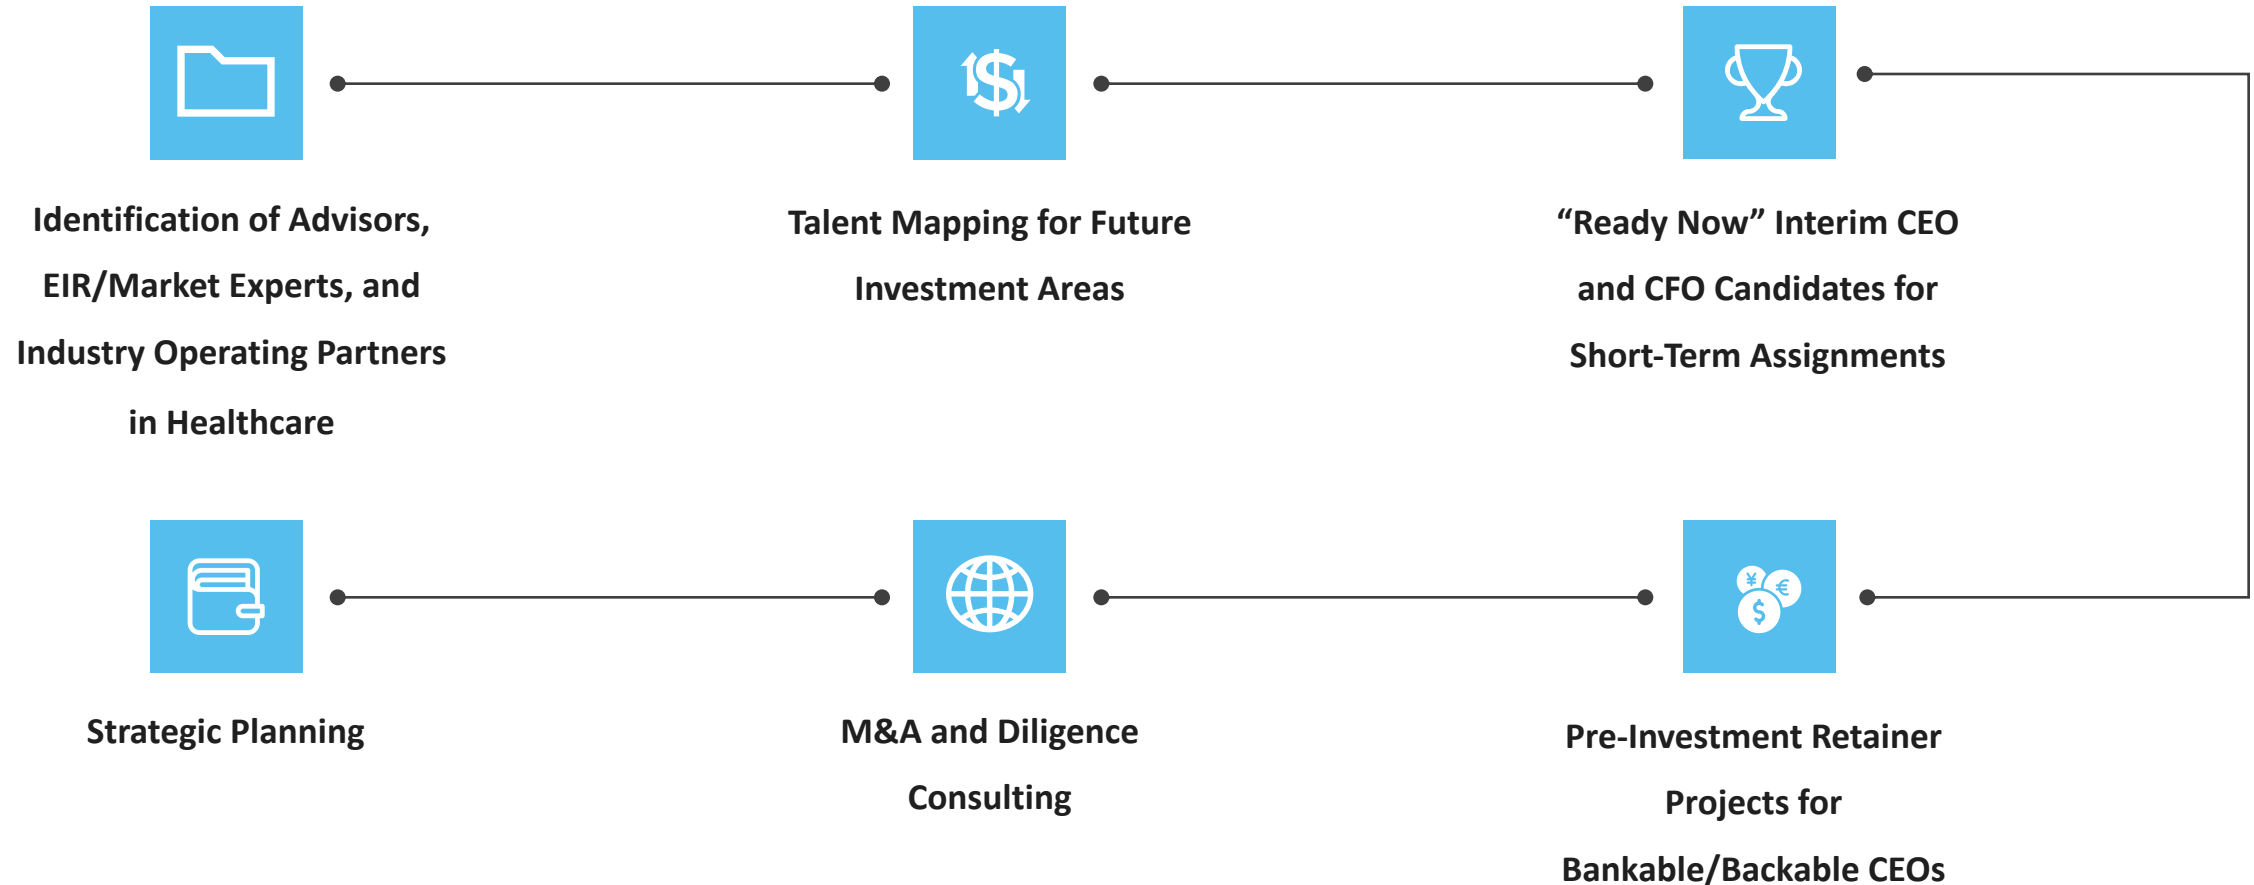 Identification of Advisors,
EIR/Market Experts, and
Industry Operating Partners
in Healthcare
Talent Mapping for Future
Investment Areas
“Ready Now” Interim CEO
and CFO Candidates for
Short-Term Assignments
Strategic Planning
M&A and Diligence
Consulting
Pre-Investment Retainer
Projects for
Bankable/Backable CEOs